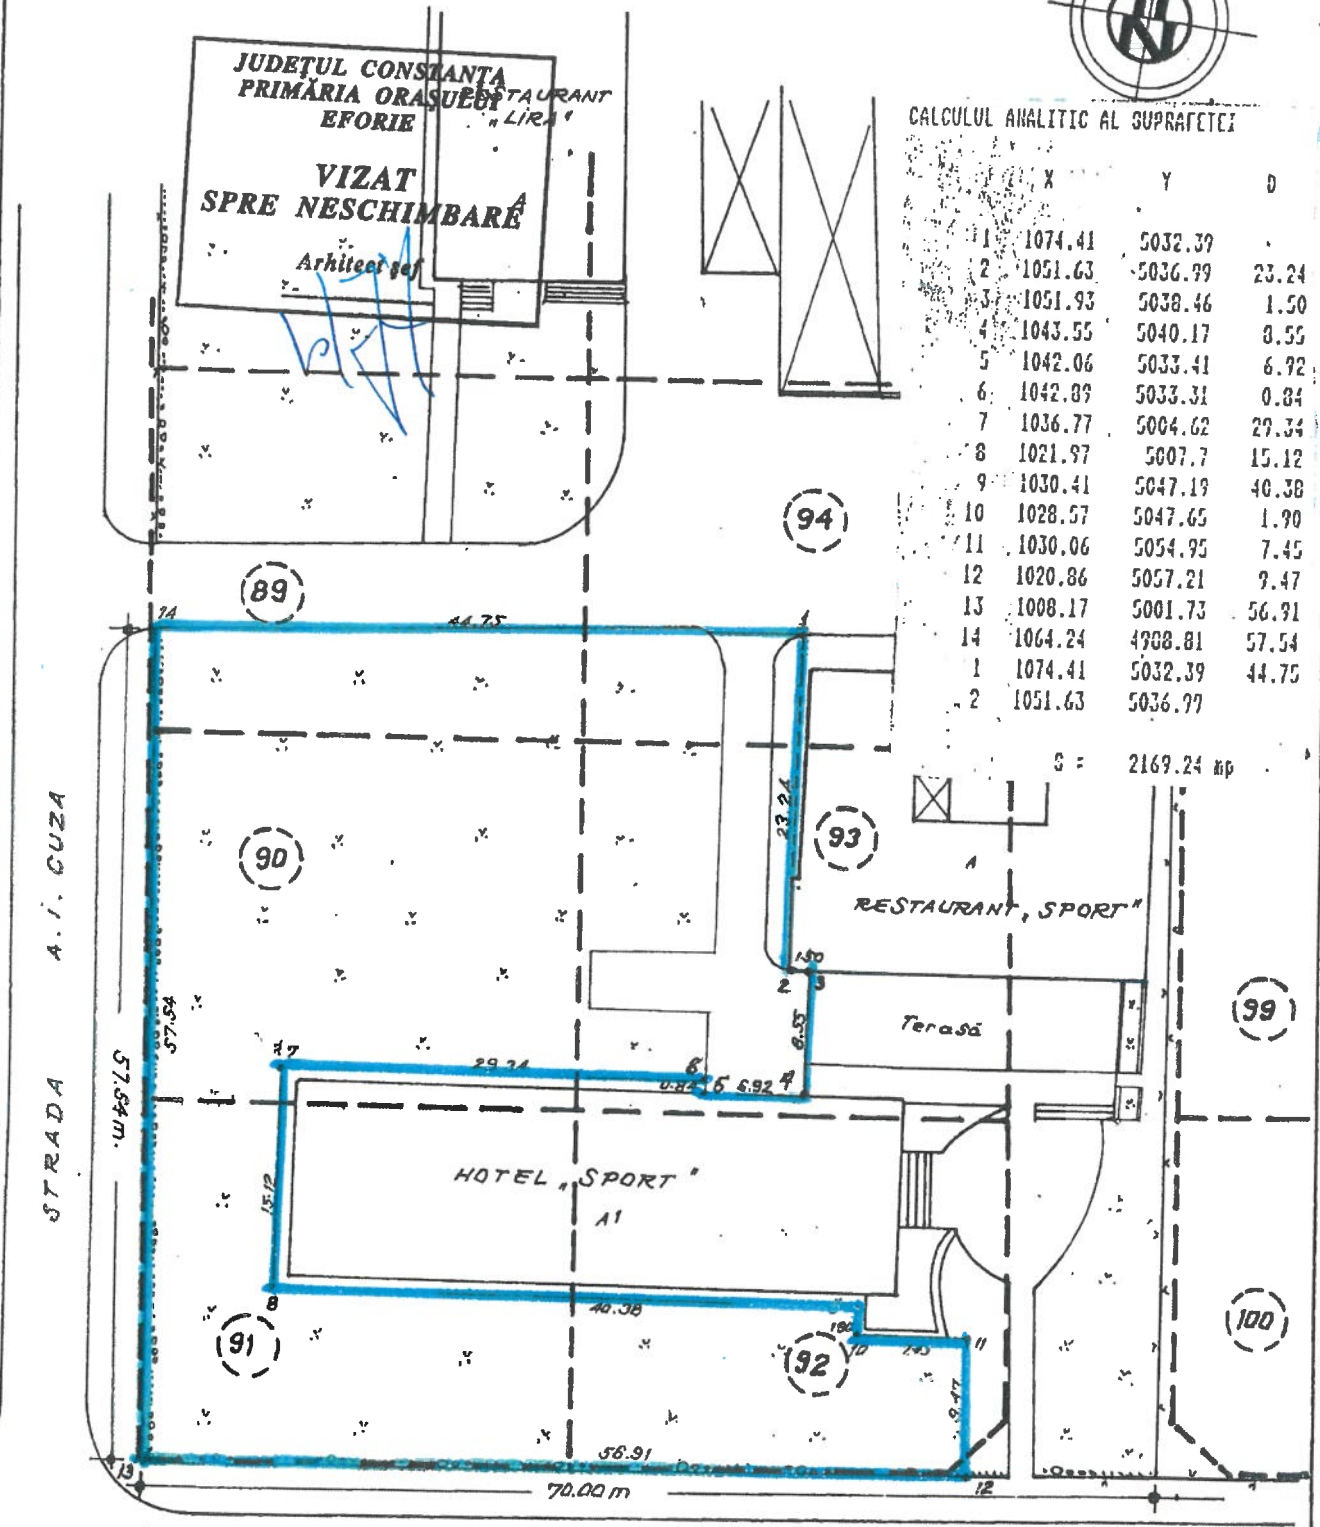 JUDEȚUL CONSTANȚA
PRIMĂRIA ORAȘULUI
EFORIE
VIZAT
SPRE NESCHIMBARE
Arhitect șef
RESTAURANT
"LIRA"
A
N
CALCULUL ANALITIC AL SUPRAFETEI
X Y D
1 1074.41 5032.39
2 1051.63 5036.99 23.24
3 1051.93 5038.46 1.50
4 1043.55 5040.17 8.55
5 1042.06 5033.41 6.92
6 1042.89 5033.31 0.84
7 1036.77 5004.62 29.34
8 1021.97 5007.7 15.12
9 1030.41 5047.19 40.38
10 1028.57 5047.65 1.90
11 1030.06 5054.95 7.45
12 1020.86 5057.21 9.47
13 1008.17 5001.73 56.91
14 1064.24 4988.81 57.54
1 1074.41 5032.39 44.75
2 1051.63 5036.99
S = 2169.24 mp
94
89
14 44.75 1
23.24
90
93
A
RESTAURANT „SPORT"
STRADA A.I. CUZA
57.54
57.54m.
1.50
2 3
8.55
Terasă
99
7 29.34 6
0.84 5 6.92 4
HOTEL „SPORT"
A1
15.12
8
40.38
1.90
10 7.45 11
91
92
100
9.47
56.91
13
12
70.00 m